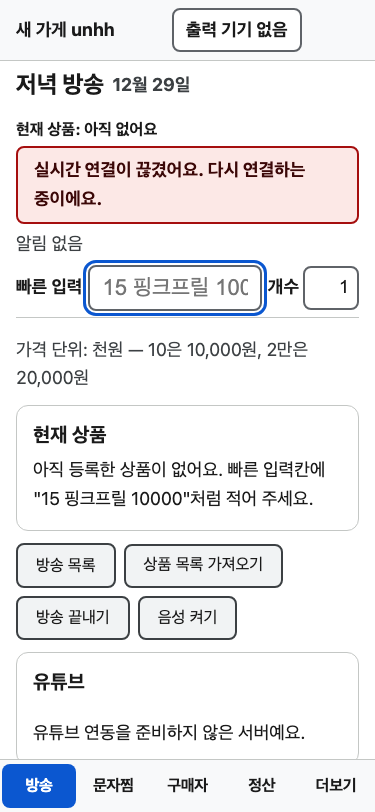 새 가게 unhh
출력 기기 없음
저녁 방송 12월 29일
현재 상품: 아직 없어요
실시간 연결이 끊겼어요. 다시 연결하는
중이에요.
알림 없음
빠른 입력 15 핑크프릴 100 개수 1
가격 단위: 천원 — 10은 10,000원, 2만은
20,000원
현재 상품
아직 등록한 상품이 없어요. 빠른 입력칸에
"15 핑크프릴 10000"처럼 적어 주세요.
방송 목록 상품 목록 가져오기
방송 끝내기 음성 켜기
유튜브
유튜브 연동을 준비하지 않은 서버예요.
방송 문자찜 구매자 정산 더보기